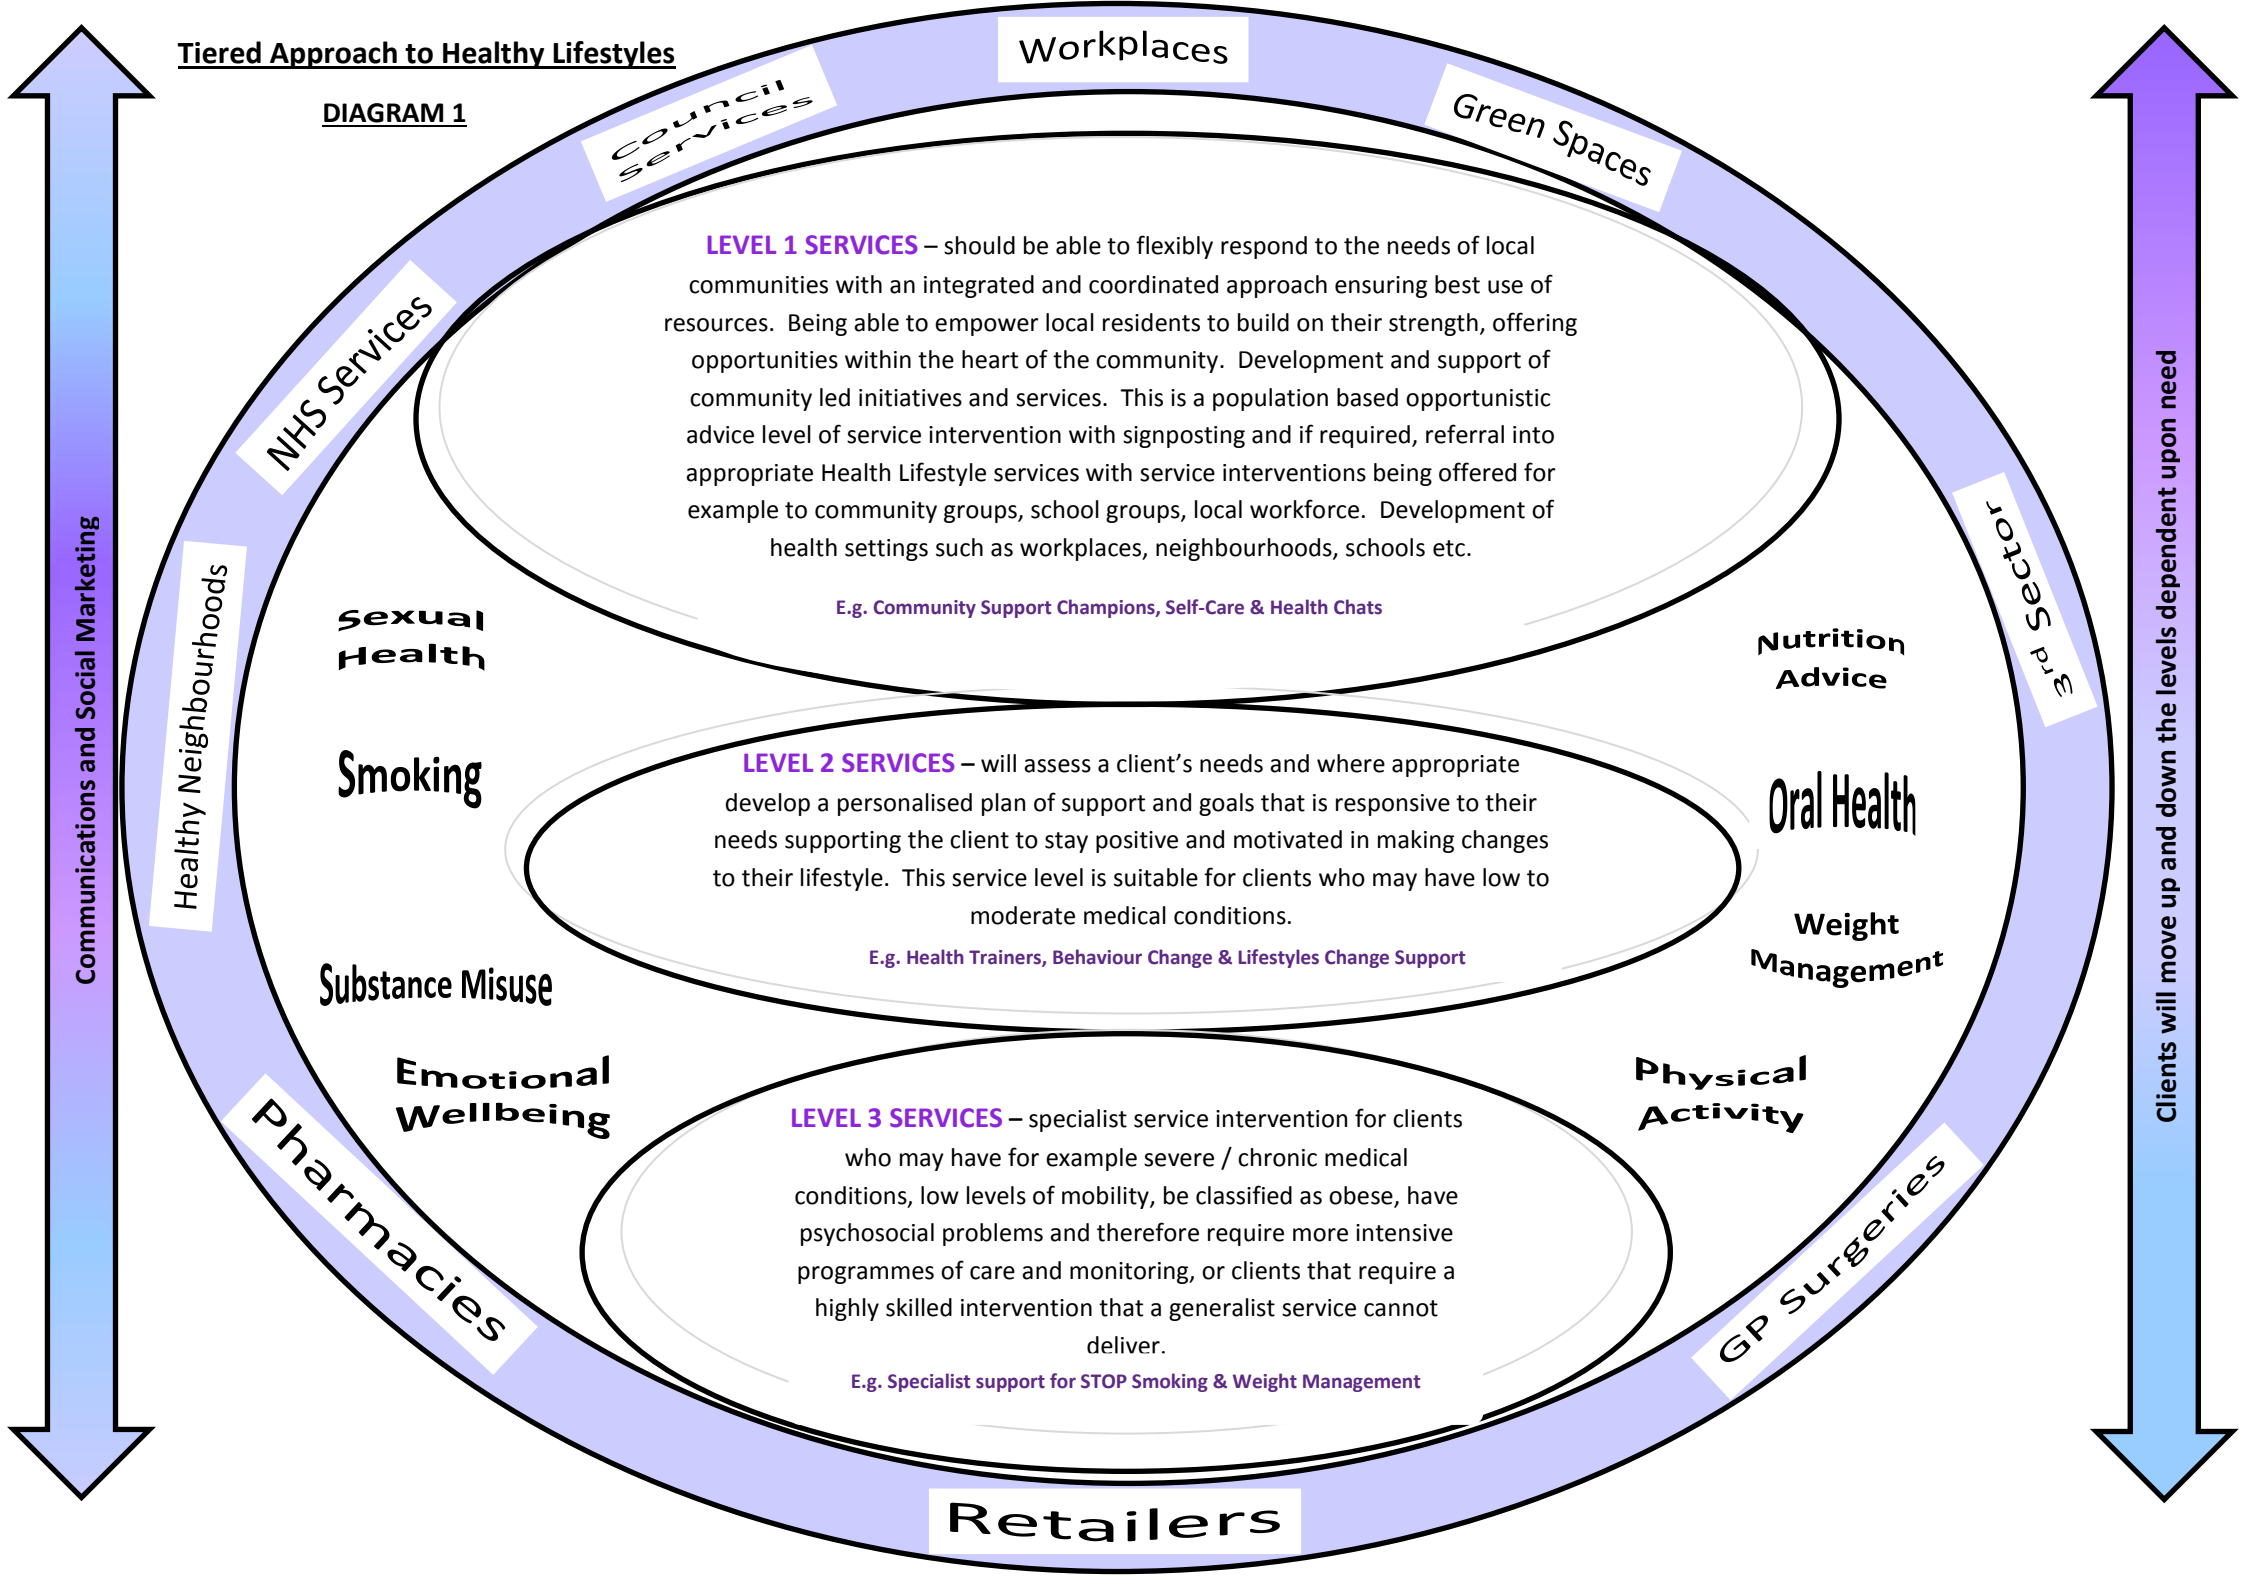 Tiered Approach to Healthy Lifestyles
DIAGRAM 1
Workplaces
Council
Services
Green Spaces
NHS Services
3rd Sector
Healthy Neighbourhoods
Pharmacies
GP Surgeries
Retailers
Communications and Social Marketing
Clients will move up and down the levels dependent upon need
LEVEL 1 SERVICES – should be able to flexibly respond to the needs of local
communities with an integrated and coordinated approach ensuring best use of
resources.  Being able to empower local residents to build on their strength, offering
opportunities within the heart of the community.  Development and support of
community led initiatives and services.  This is a population based opportunistic
advice level of service intervention with signposting and if required, referral into
appropriate Health Lifestyle services with service interventions being offered for
example to community groups, school groups, local workforce.  Development of
health settings such as workplaces, neighbourhoods, schools etc.
E.g. Community Support Champions, Self-Care & Health Chats
Sexual
Health
Smoking
Substance Misuse
Emotional
Wellbeing
Nutrition
Advice
Oral Health
Weight
Management
Physical
Activity
LEVEL 2 SERVICES – will assess a client’s needs and where appropriate
develop a personalised plan of support and goals that is responsive to their
needs supporting the client to stay positive and motivated in making changes
to their lifestyle.  This service level is suitable for clients who may have low to
moderate medical conditions.
E.g. Health Trainers, Behaviour Change & Lifestyles Change Support
LEVEL 3 SERVICES – specialist service intervention for clients
who may have for example severe / chronic medical
conditions, low levels of mobility, be classified as obese, have
psychosocial problems and therefore require more intensive
programmes of care and monitoring, or clients that require a
highly skilled intervention that a generalist service cannot
deliver.
E.g. Specialist support for STOP Smoking & Weight Management